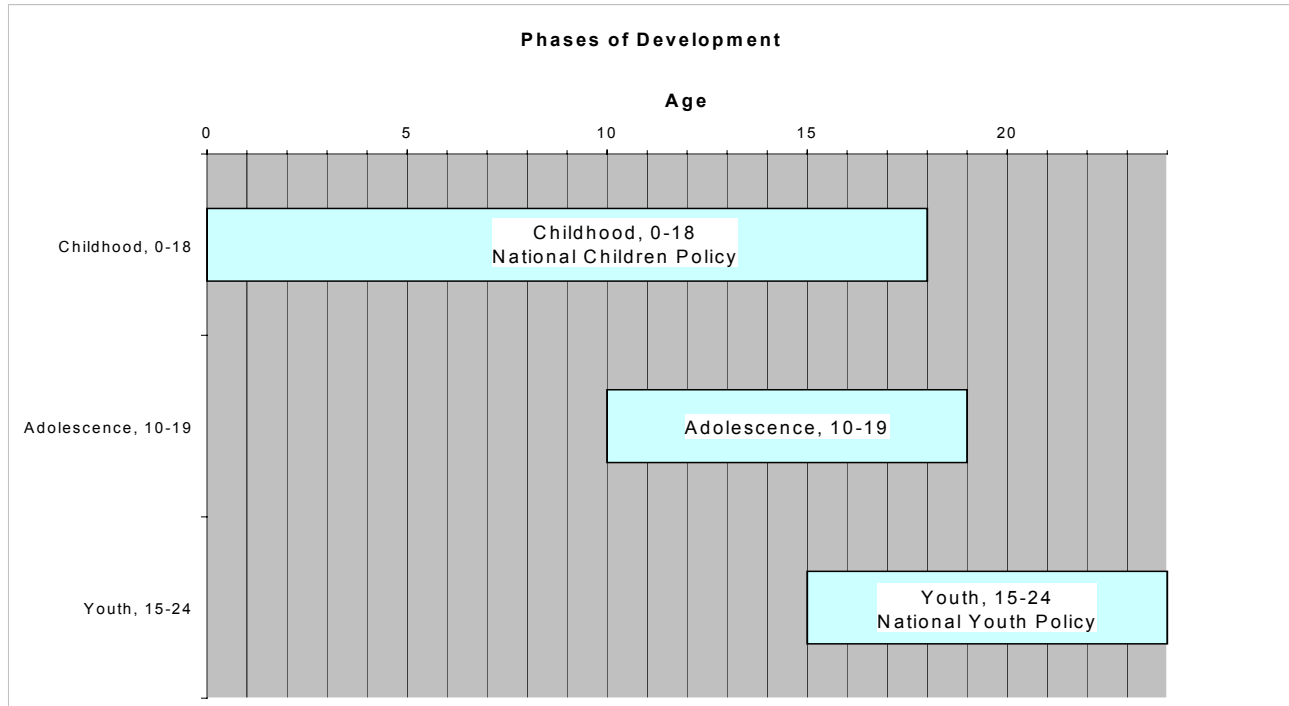 Phases of Development
Age
0 5 10 15 20
Childhood, 0-18
Childhood, 0-18
National Children Policy
Adolescence, 10-19
Adolescence, 10-19
Youth, 15-24
Youth, 15-24
National Youth Policy